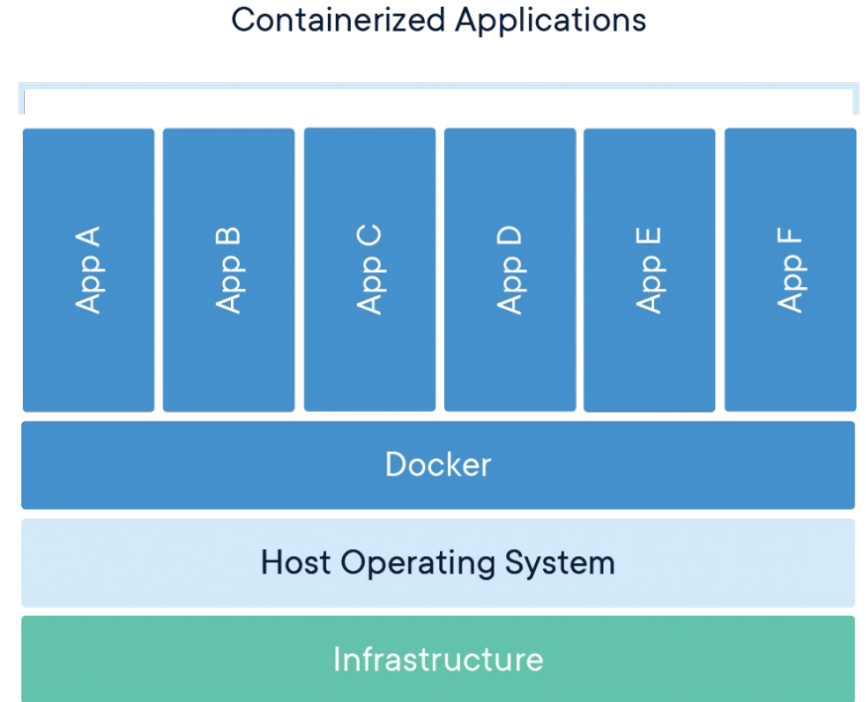 Containerized Applications
App A
App B
App C
App D
App E
App F
Docker
Host Operating System
Infrastructure